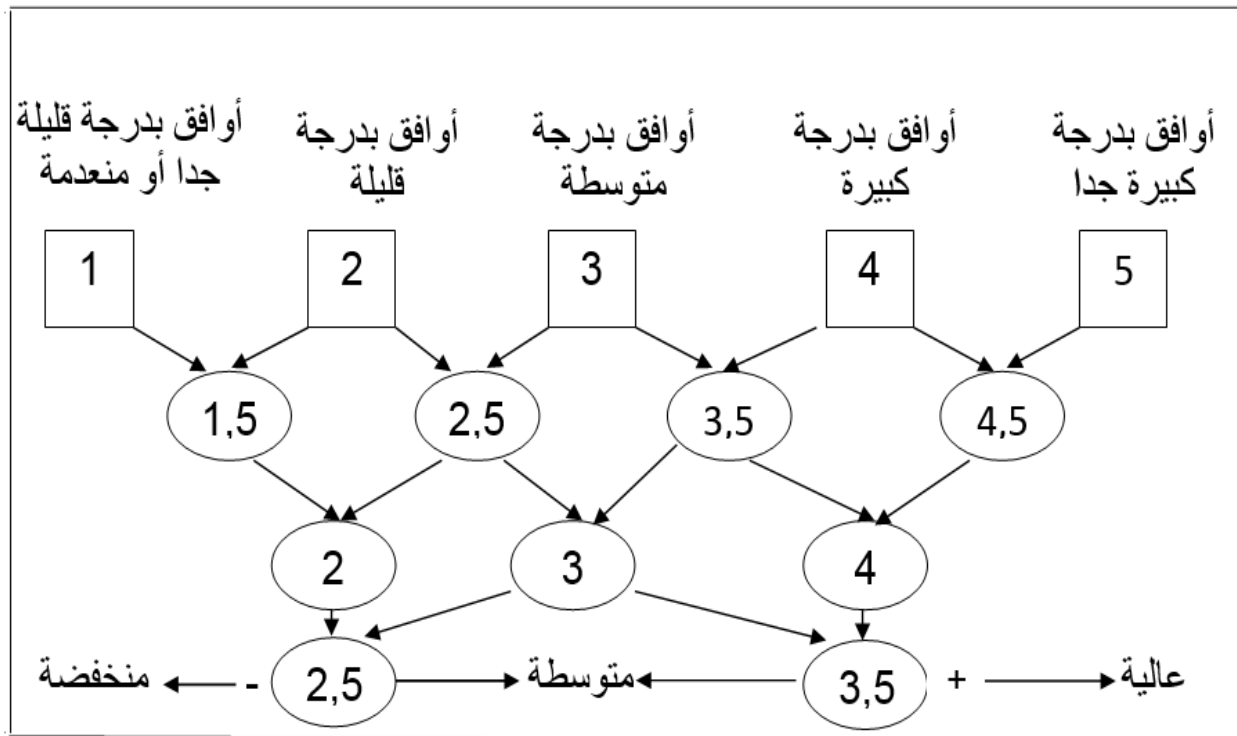 أوافق بدرجة كبيرة جدا
أوافق بدرجة كبيرة
أوافق بدرجة متوسطة
أوافق بدرجة قليلة
أوافق بدرجة قليلة جدا أو منعدمة
5 4 3 2 1
4,5 3,5 2,5 1,5
4 3 2
عالية + 3,5 متوسطة 2,5 - منخفضة